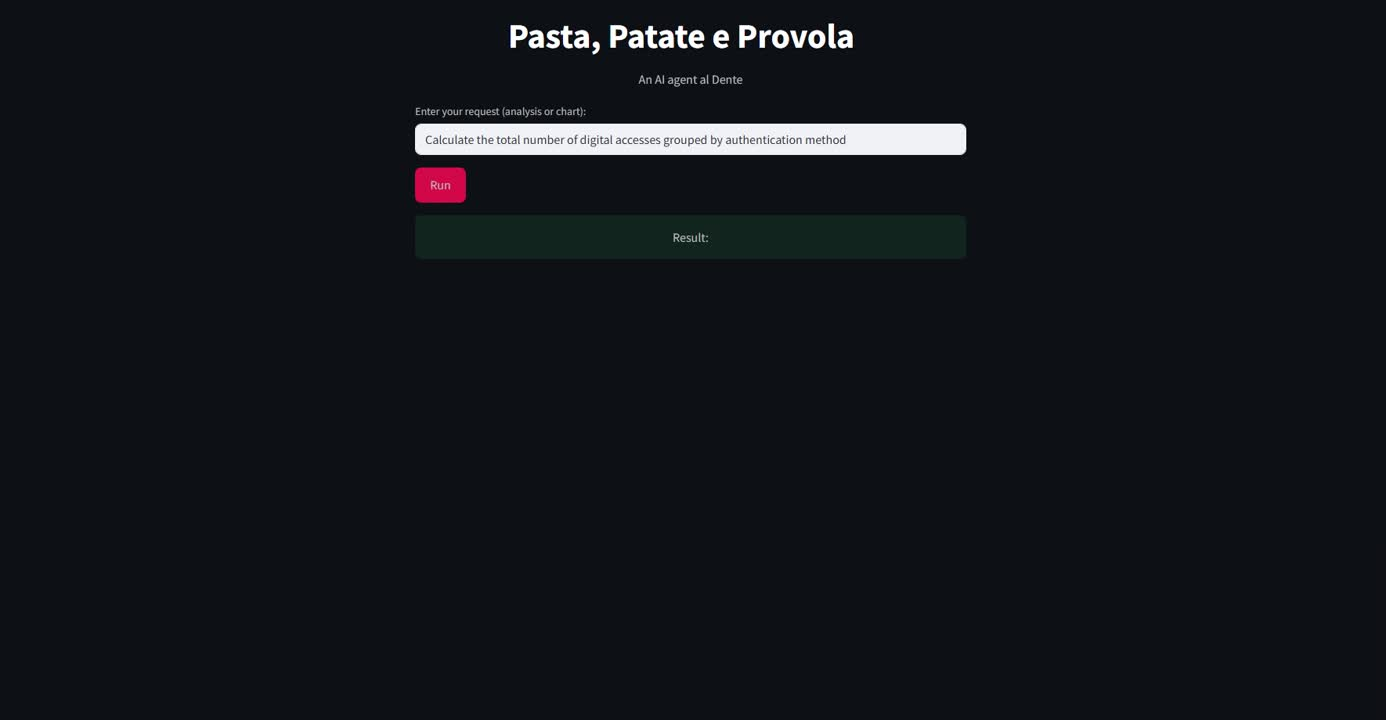 Pasta, Patate e Provola
An AI agent al Dente
Enter your request (analysis or chart):
Calculate the total number of digital accesses grouped by authentication method
Run
Result: